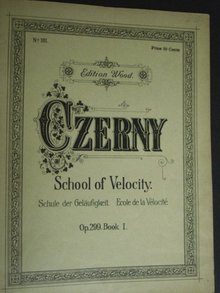 No 181. Price 50 Cents
Edition Wood.
CZERNY
School of Velocity.
Schule der Geläufigkeit Ecole de la Vélocité
Op.299. Book I.